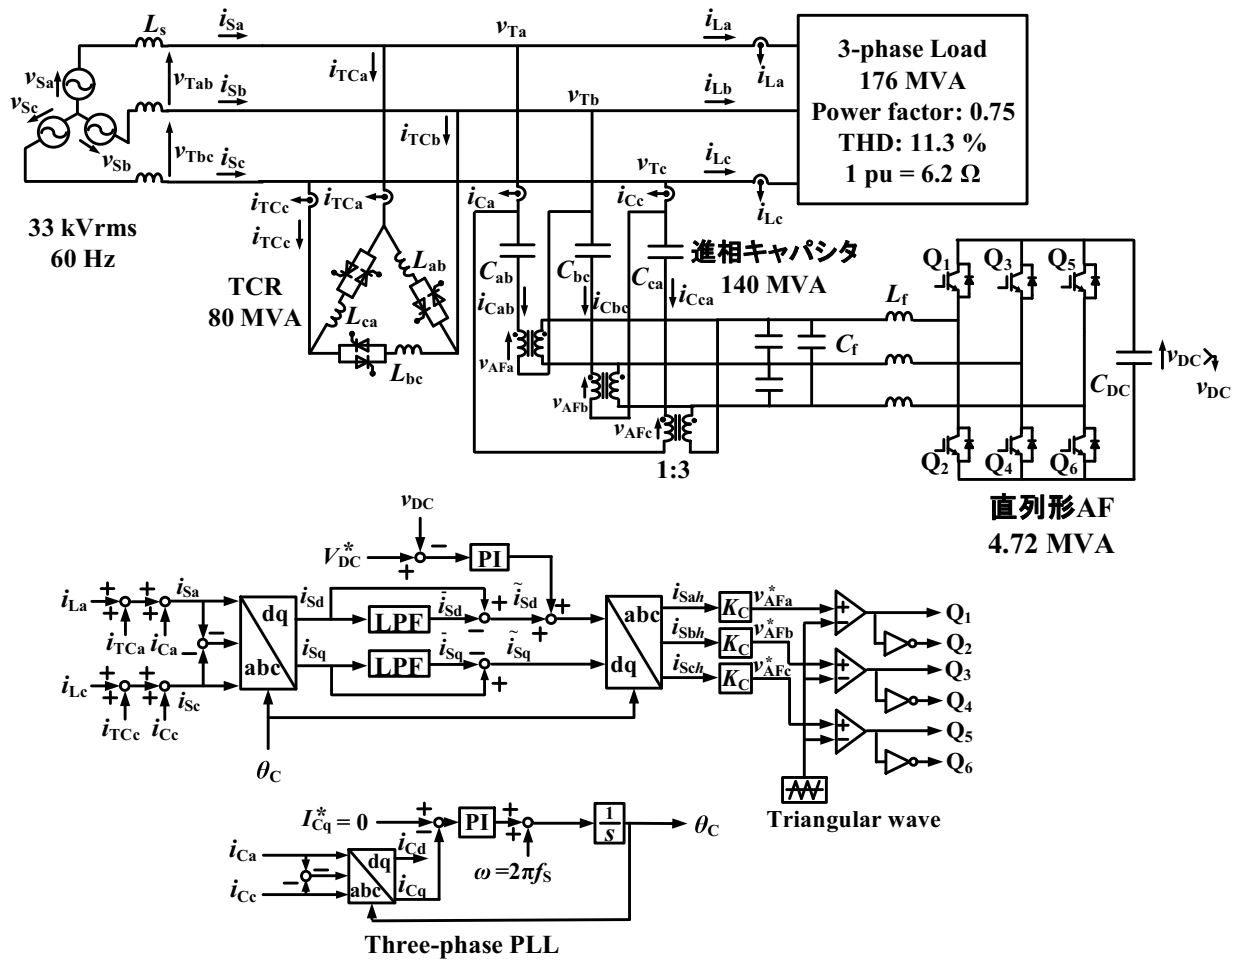 Ls
iSa
vTa
iLa
vSa
vSc
vSb
vTab
vTbc
iSb
iSc
iTCa
iTCb
vTb
iLb
vTc
iLc
iLa
iLc
3-phase Load
176 MVA
Power factor: 0.75
THD: 11.3 %
1 pu = 6.2 Ω
33 kVrms
60 Hz
iTCc
iTCa
iTCc
iCa
iCc
TCR
80 MVA
Lab
Lca
Lbc
Cab
Cbc
Cca
進相キャパシタ
140 MVA
iCab
iCbc
iCca
vAFa
vAFb
vAFc
1:3
Cf
Lf
Q1
Q3
Q5
Q2
Q4
Q6
CDC
vDC
vDC
直列形AF
4.72 MVA
vDC
V*DC
+
−
PI
iLa
+
+
iTCa
+
+
iCa
iSa
−
−
iLc
+
+
iTCc
+
+
iCc
iSc
dq
abc
θC
iSd
iSq
LPF
LPF
īSd
īSq
+
−
−
+
ĩSd
ĩSq
+
+
abc
dq
iSah
iSbh
iSch
KC
KC
KC
v*AFa
v*AFb
v*AFc
+
−
+
−
+
−
Q1
Q2
Q3
Q4
Q5
Q6
Triangular wave
I*Cq = 0
+
−
PI
+
+
ω =2πfS
1
s
θC
iCa
iCc
−
−
dq
abc
iCd
iCq
Three-phase PLL